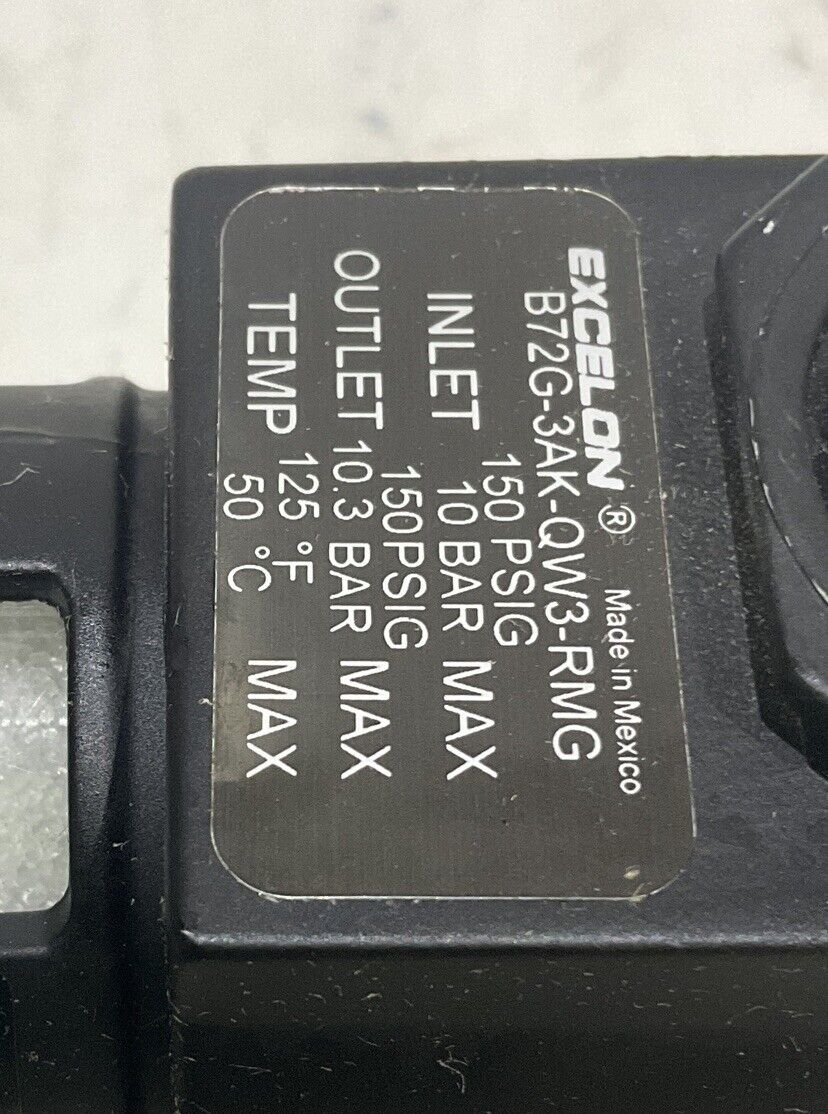 EXCELON® Made in Mexico
B72G-3AK-QW3-RMG
150 PSIG
INLET 10 BAR MAX
150PSIG
OUTLET 10.3 BAR MAX
125 °F
TEMP 50 °C MAX